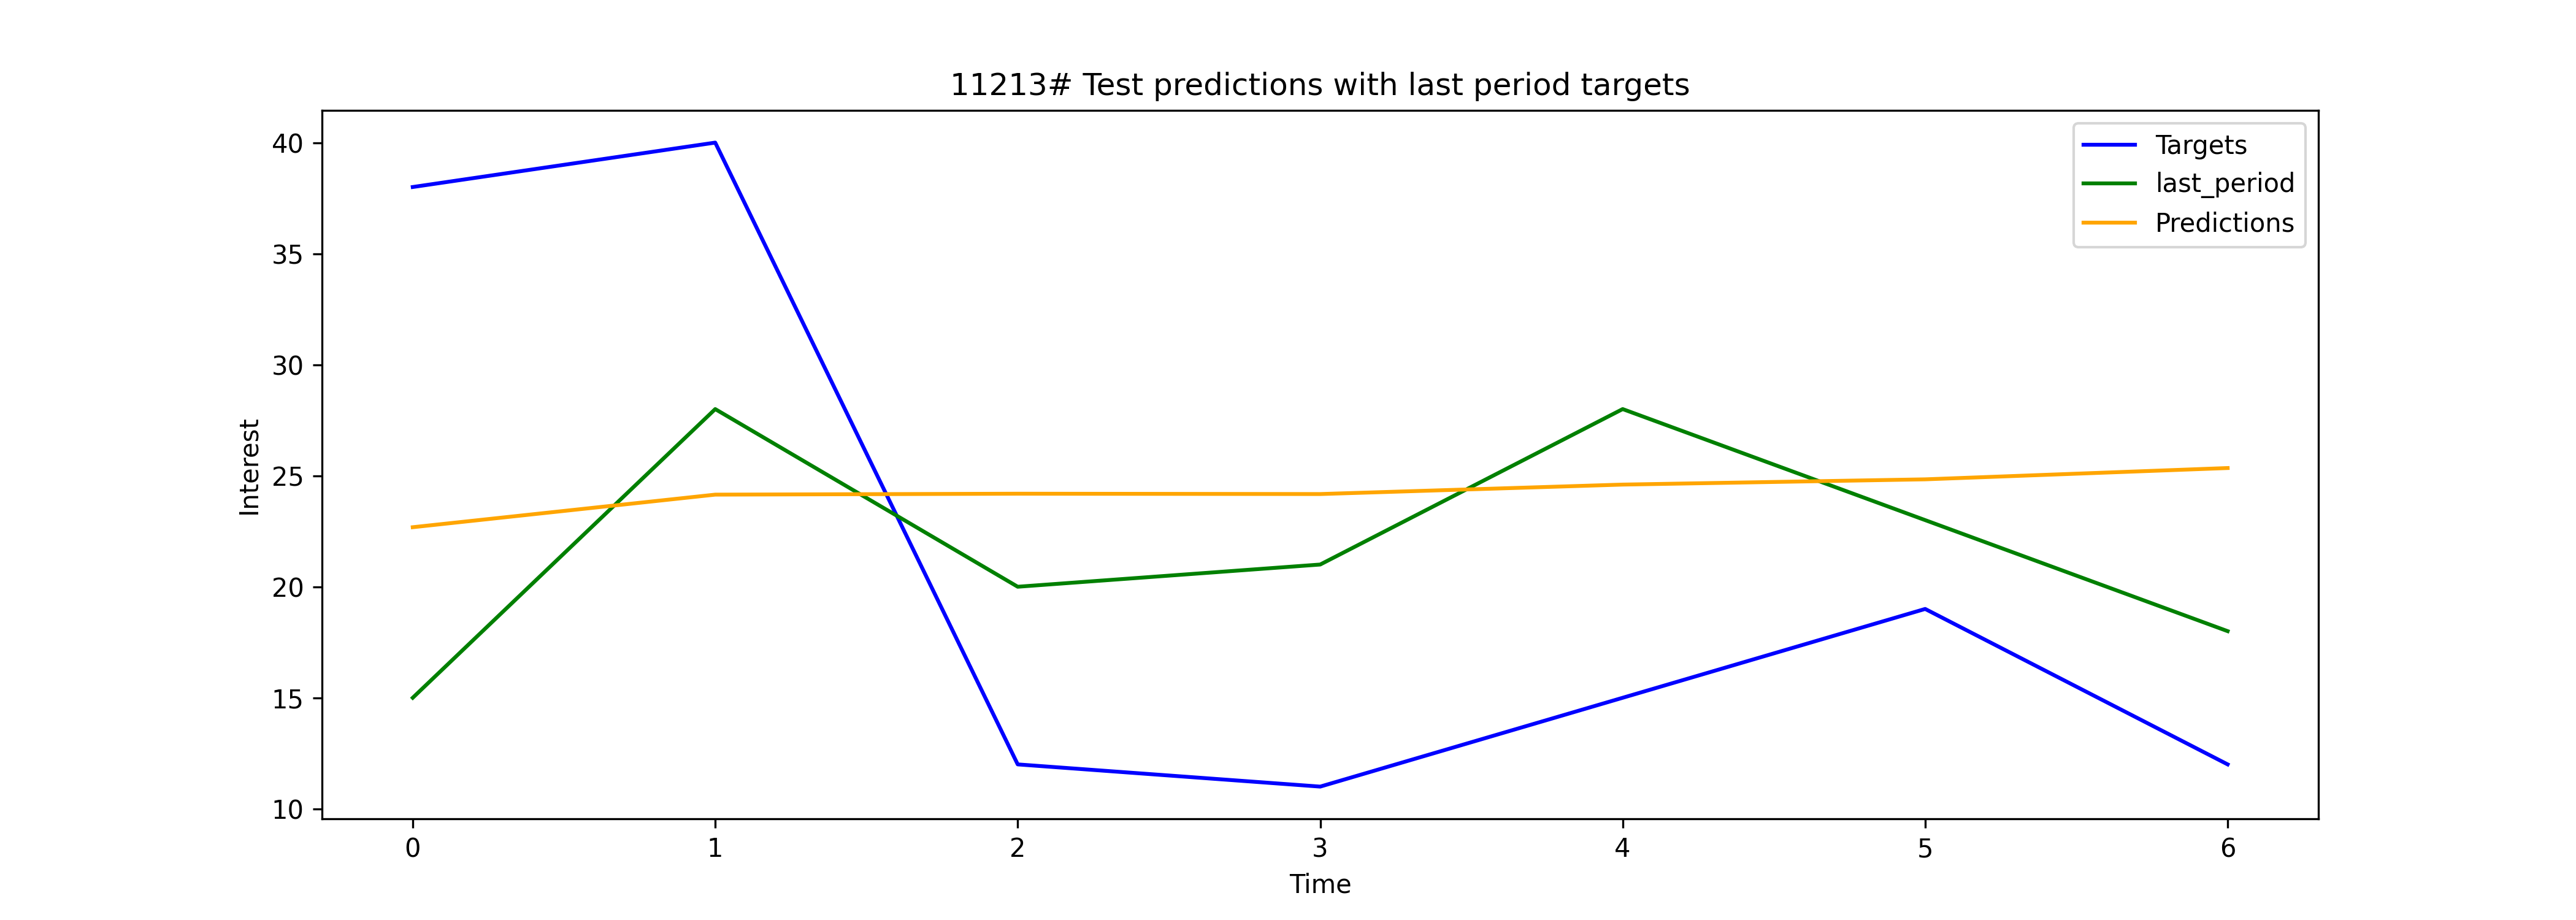 11213# Test predictions with last period targets
Targets
last_period
Predictions
40
35
30
25
20
15
10
Interest
0 1 2 3 4 5 6
Time